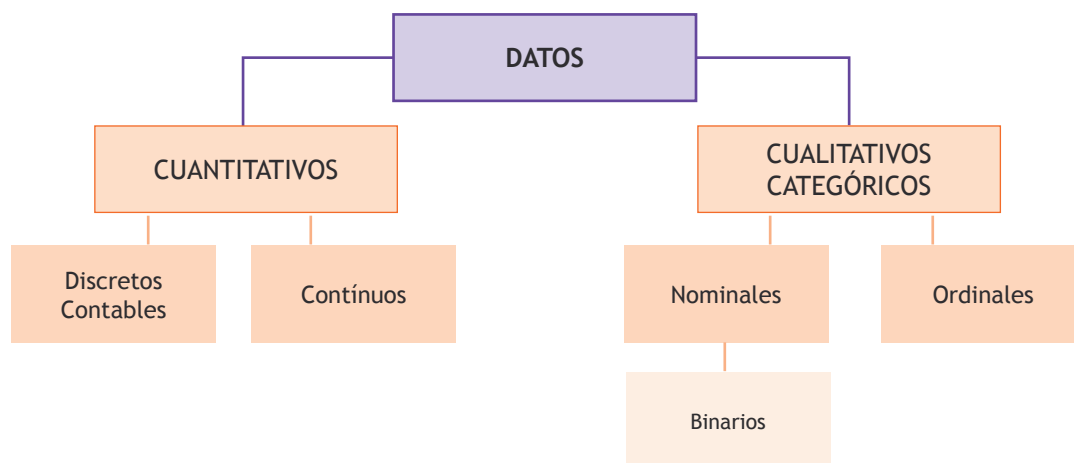 DATOS
CUANTITATIVOS
CUALITATIVOS
CATEGÓRICOS
Discretos
Contables
Contínuos
Nominales
Ordinales
Binarios